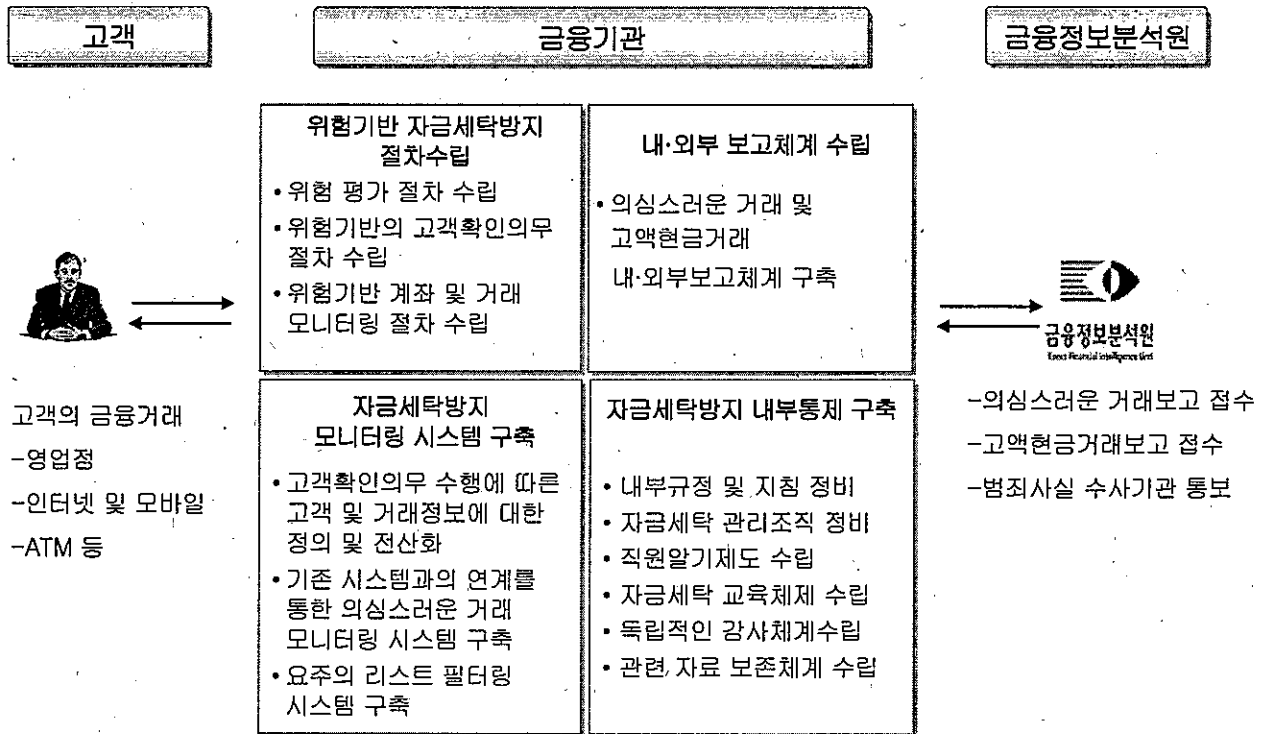 고객
금융기관
금융정보분석원
위험기반 자금세탁방지
절차수립
• 위험 평가 절차 수립
• 위험기반의 고객확인의무
절차 수립
• 위험기반 계좌 및 거래
모니터링 절차 수립
내·외부 보고체계 수립
• 의심스러운 거래 및
고액현금거래
내·외부보고체계 구축
자금세탁방지
모니터링 시스템 구축
• 고객확인의무 수행에 따른
고객 및 거래정보에 대한
정의 및 전산화
• 기존 시스템과의 연계를
통한 의심스러운 거래
모니터링 시스템 구축
• 요주의 리스트 필터링
시스템 구축
자금세탁방지 내부통제 구축
• 내부규정 및 지침 정비
• 자금세탁 관리조직 정비
• 직원알기제도 수립
• 자금세탁 교육체제 수립
• 독립적인 감사체계수립
• 관련 자료 보존체계 수립
고객의 금융거래
-영업점
-인터넷 및 모바일
-ATM 등
금융정보분석원
Korea Financial Intelligence Unit
-의심스러운 거래보고 접수
-고액현금거래보고 접수
-범죄사실 수사기관 통보